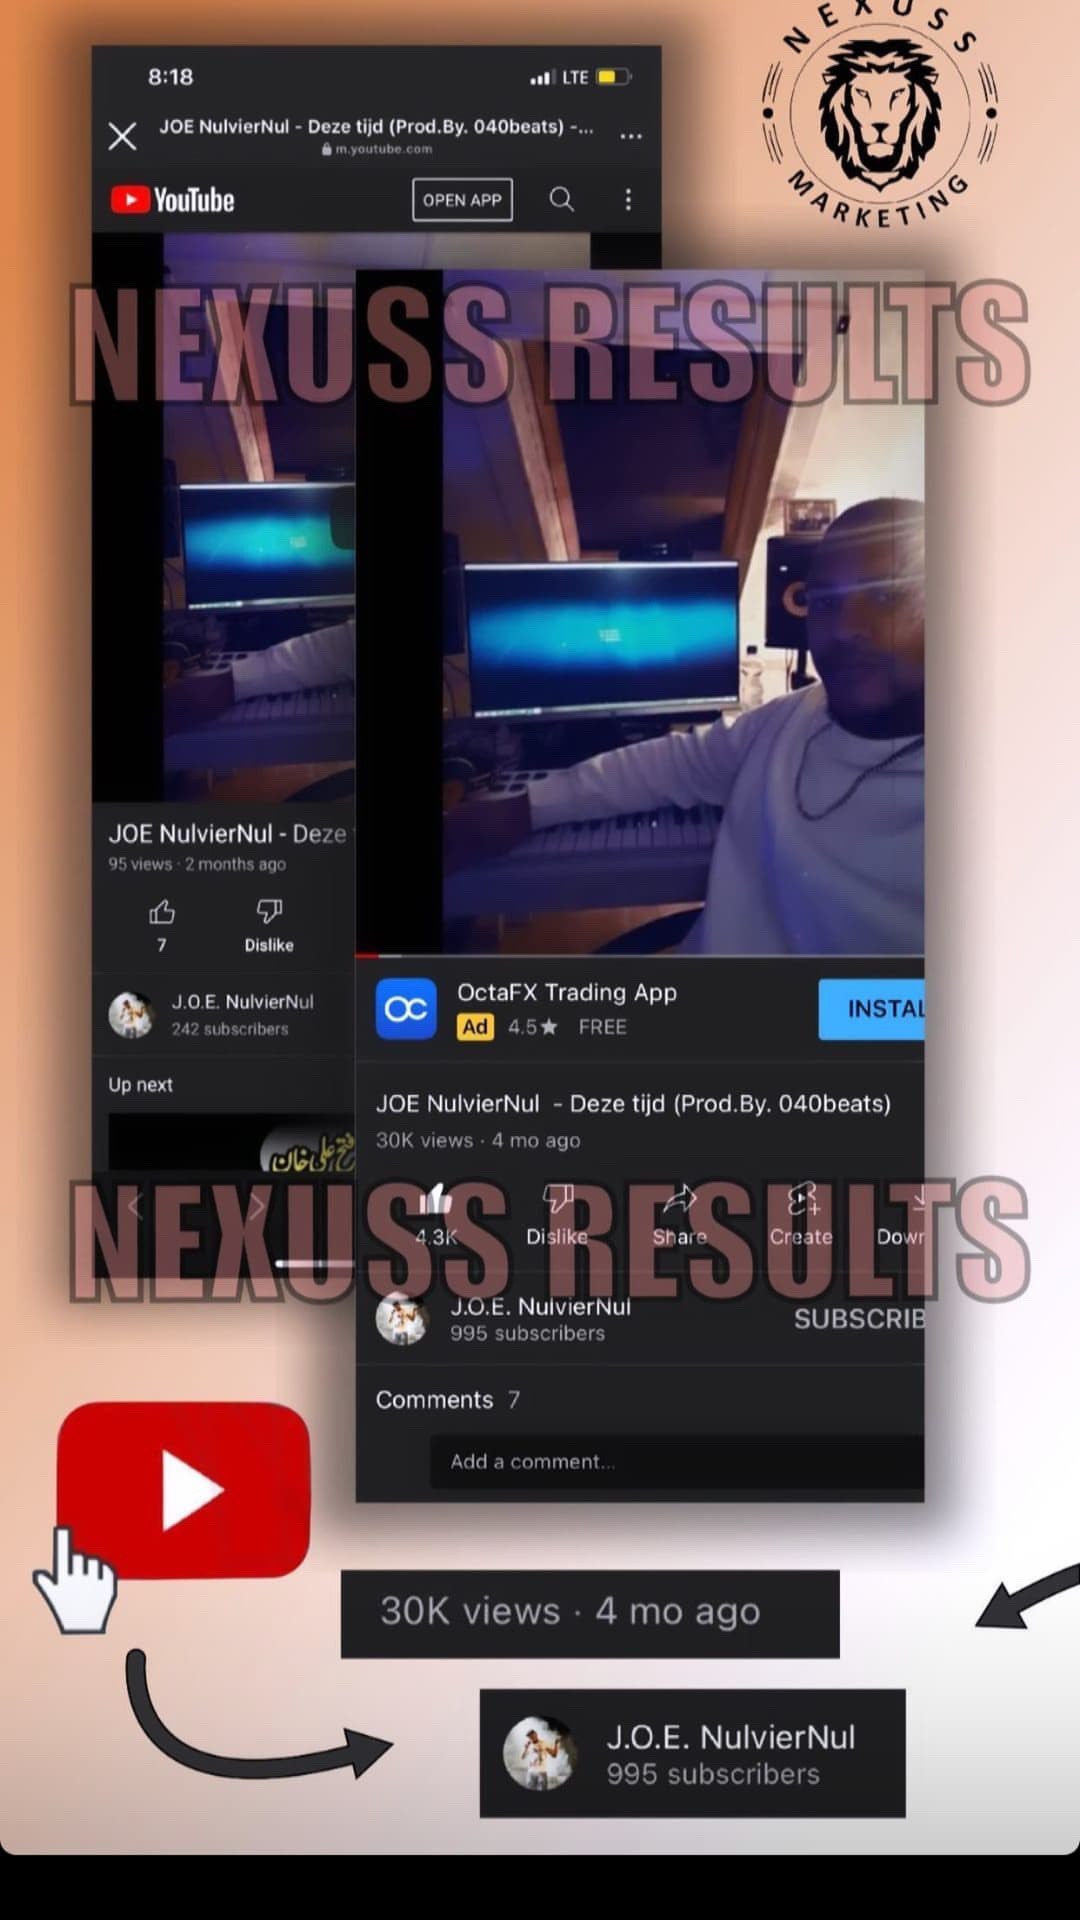 NEXUSS
MARKETING
8:18
LTE
JOE NulvierNul - Deze tijd (Prod.By. 040beats) -...
m.youtube.com
YouTube
OPEN APP
NEXUSS RESULTS
JOE NulvierNul - Deze
95 views · 2 months ago
7
Dislike
J.O.E. NulvierNul
242 subscribers
Up next
فتح علی خان
OctaFX Trading App
Ad 4.5★ FREE
INSTAL
JOE NulvierNul - Deze tijd (Prod.By. 040beats)
30K views · 4 mo ago
4.3K
Dislike
Share
Create
Down
NEXUSS RESULTS
J.O.E. NulvierNul
995 subscribers
SUBSCRIB
Comments 7
Add a comment...
30K views · 4 mo ago
J.O.E. NulvierNul
995 subscribers